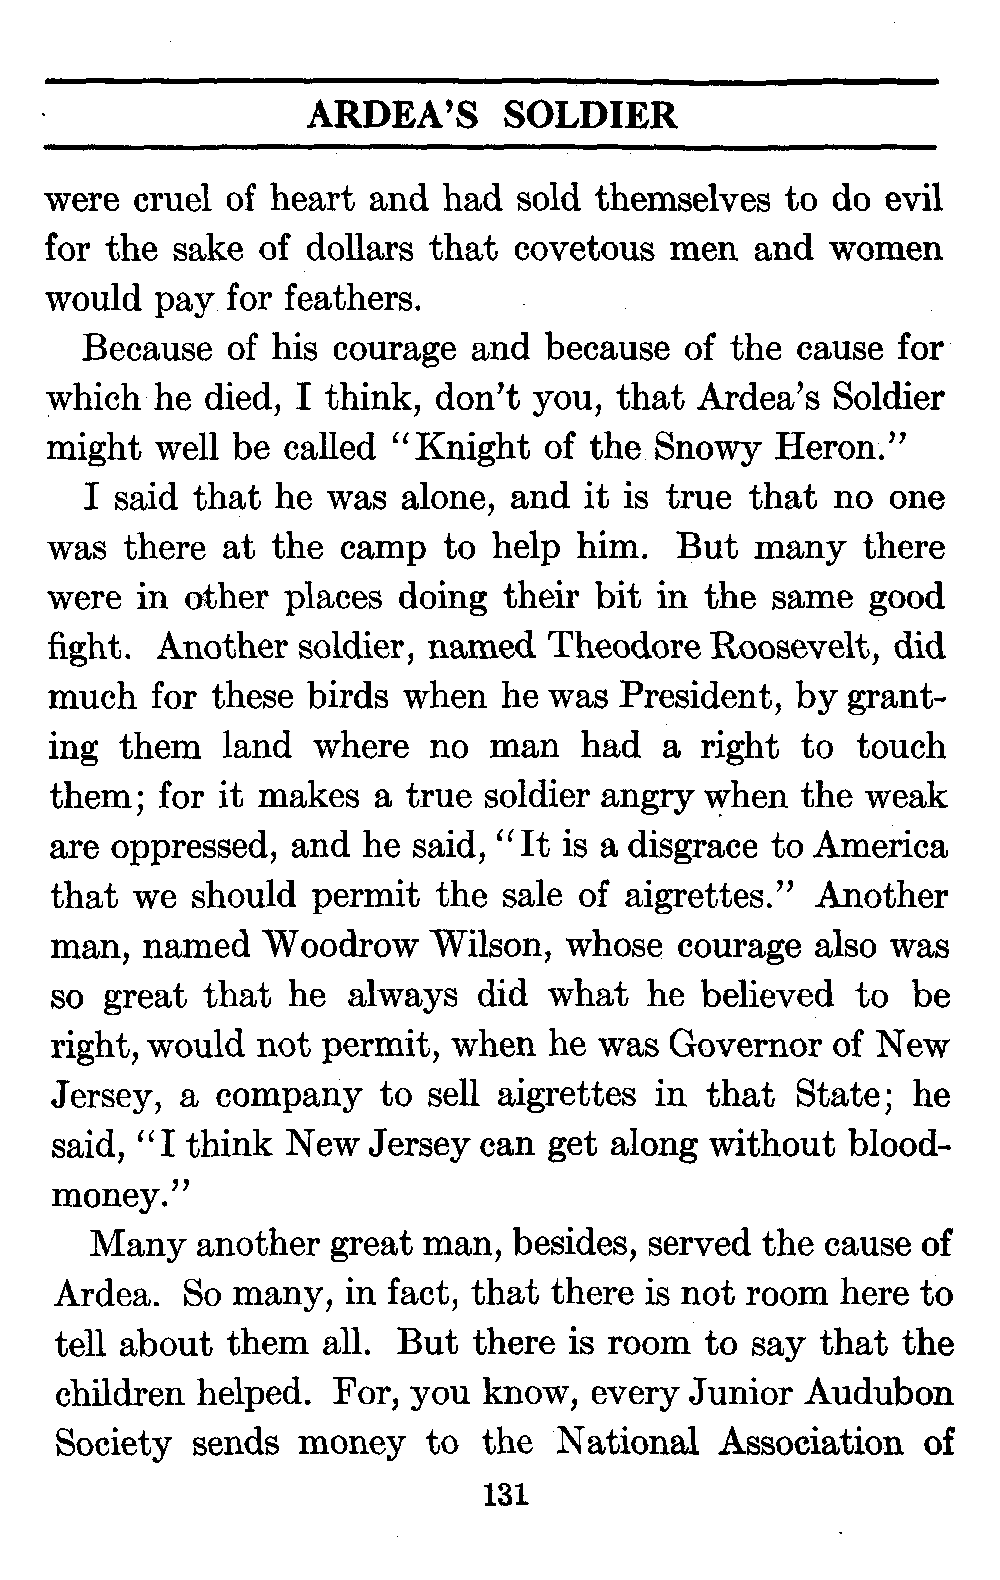 ARDEA'S SOLDIER
were cruel of heart and had sold themselves to do evil
for the sake of dollars that covetous men and women
would pay for feathers.
Because of his courage and because of the cause for
which he died, I think, don't you, that Ardea's Soldier
might well be called "Knight of the Snowy Heron."
I said that he was alone, and it is true that no one
was there at the camp to help him. But many there
were in other places doing their bit in the same good
fight. Another soldier, named Theodore Roosevelt, did
much for these birds when he was President, by grant-
ing them land where no man had a right to touch
them; for it makes a true soldier angry when the weak
are oppressed, and he said, "It is a disgrace to America
that we should permit the sale of aigrettes." Another
man, named Woodrow Wilson, whose courage also was
so great that he always did what he believed to be
right, would not permit, when he was Governor of New
Jersey, a company to sell aigrettes in that State; he
said, "I think New Jersey can get along without blood-
money."
Many another great man, besides, served the cause of
Ardea. So many, in fact, that there is not room here to
tell about them all. But there is room to say that the
children helped. For, you know, every Junior Audubon
Society sends money to the National Association of
131